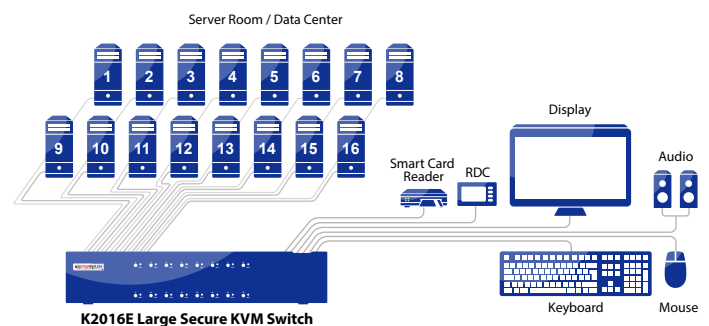 Server Room / Data Center
1 2 3 4 5 6 7 8
9 10 11 12 13 14 15 16
Display
Smart Card
Reader
RDC
Audio
Keyboard
Mouse
K2016E Large Secure KVM Switch